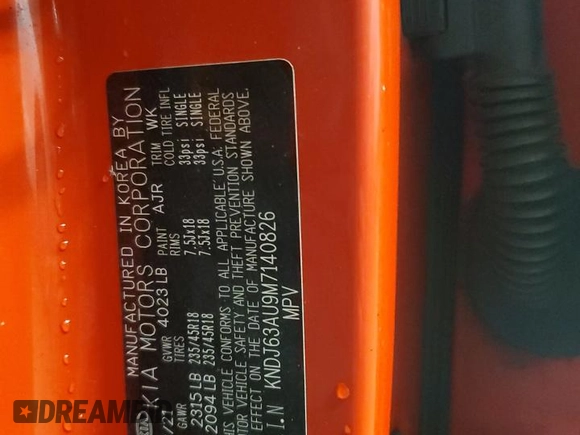 MANUFACTURED IN KOREA BY
KIA MOTORS CORPORATION
/21 GVWR 4023 LB PAINT AJR TRIM WK
GAWR TIRES RIMS COLD TIRE INFL
2315 LB 235/45R18 7.5Jx18 33psi SINGLE
2094 LB 235/45R18 7.5Jx18 33psi SINGLE
THIS VEHICLE CONFORMS TO ALL APPLICABLE U.S.A. FEDERAL
MOTOR VEHICLE SAFETY AND THEFT PREVENTION STANDARDS
EFFECT ON THE DATE OF MANUFACTURE SHOWN ABOVE.
I.N KNDJ63AU9M7140826
MPV
DREAMBID